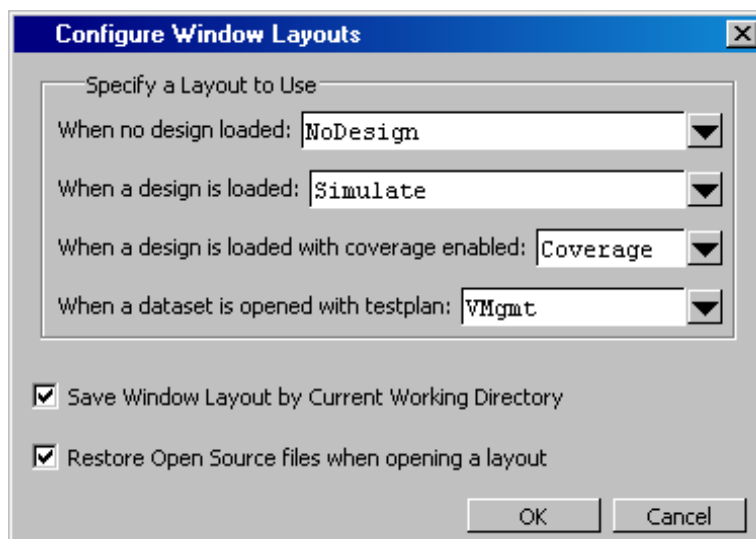 Configure Window Layouts
Specify a Layout to Use
When no design loaded: NoDesign
When a design is loaded: Simulate
When a design is loaded with coverage enabled: Coverage
When a dataset is opened with testplan: VMgmt
Save Window Layout by Current Working Directory
Restore Open Source files when opening a layout
OK Cancel